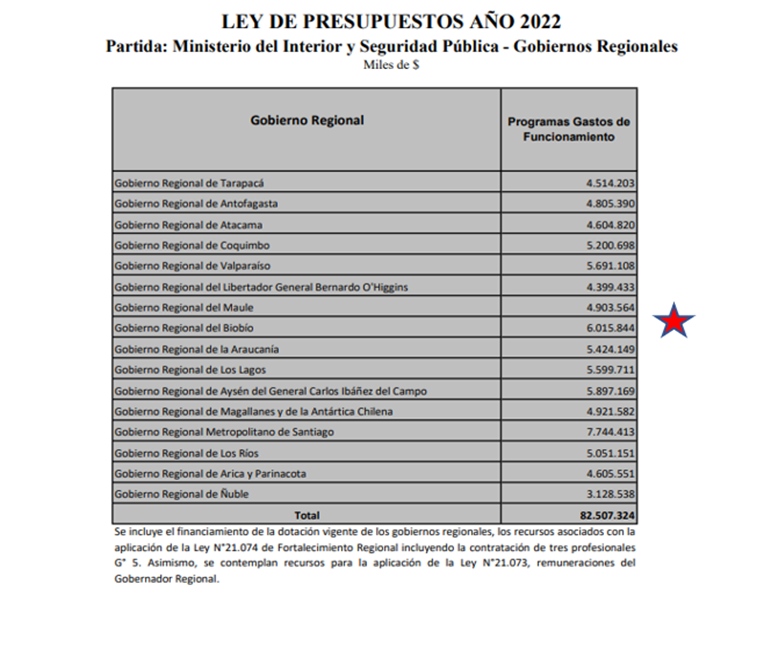 LEY DE PRESUPUESTOS AÑO 2022
Partida: Ministerio del Interior y Seguridad Pública - Gobiernos Regionales
Miles de $
Gobierno Regional Programas Gastos de Funcionamiento
Gobierno Regional de Tarapacá 4.514.203
Gobierno Regional de Antofagasta 4.805.390
Gobierno Regional de Atacama 4.604.820
Gobierno Regional de Coquimbo 5.200.698
Gobierno Regional de Valparaíso 5.691.108
Gobierno Regional del Libertador General Bernardo O'Higgins 4.399.433
Gobierno Regional del Maule 4.903.564
Gobierno Regional del Biobío 6.015.844
Gobierno Regional de la Araucanía 5.424.149
Gobierno Regional de Los Lagos 5.599.711
Gobierno Regional de Aysén del General Carlos Ibáñez del Campo 5.897.169
Gobierno Regional de Magallanes y de la Antártica Chilena 4.921.582
Gobierno Regional Metropolitano de Santiago 7.744.413
Gobierno Regional de Los Ríos 5.051.151
Gobierno Regional de Arica y Parinacota 4.605.551
Gobierno Regional de Ñuble 3.128.538
Total 82.507.324
Se incluye el financiamiento de la dotación vigente de los gobiernos regionales, los recursos asociados con la
aplicación de la Ley N°21.074 de Fortalecimiento Regional incluyendo la contratación de tres profesionales
G° 5. Asimismo, se contemplan recursos para la aplicación de la Ley N°21.073, remuneraciones del
Gobernador Regional.